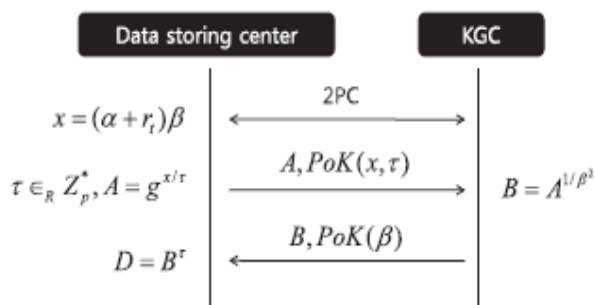 Data storing center KGC
x = (α + r_t)β 2PC
τ ∈_R Z_p^*, A = g^{x/τ} A, PoK(x, τ) B = A^{1/β^2}
D = B^τ B, PoK(β)